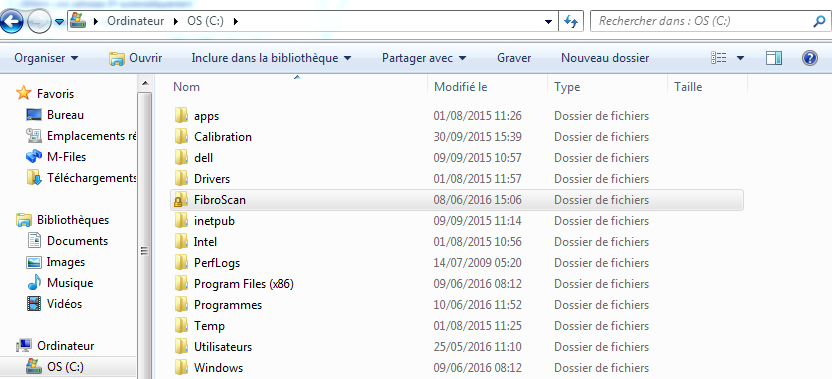 Ordinateur OS (C:) Rechercher dans : OS (C:)
Organiser Ouvrir Inclure dans la bibliothèque Partager avec Graver Nouveau dossier
Nom Modifié le Type Taille
Favoris
Bureau
Emplacements ré
M-Files
Téléchargements
Bibliothèques
Documents
Images
Musique
Vidéos
Ordinateur
OS (C:)
apps 01/08/2015 11:26 Dossier de fichiers
Calibration 30/09/2015 15:39 Dossier de fichiers
dell 09/09/2015 10:57 Dossier de fichiers
Drivers 01/08/2015 11:57 Dossier de fichiers
FibroScan 08/06/2016 15:06 Dossier de fichiers
inetpub 09/09/2015 11:14 Dossier de fichiers
Intel 01/08/2015 10:56 Dossier de fichiers
PerfLogs 14/07/2009 05:20 Dossier de fichiers
Program Files (x86) 09/06/2016 08:12 Dossier de fichiers
Programmes 10/06/2016 11:52 Dossier de fichiers
Temp 01/08/2015 11:25 Dossier de fichiers
Utilisateurs 25/05/2016 11:10 Dossier de fichiers
Windows 09/06/2016 08:12 Dossier de fichiers